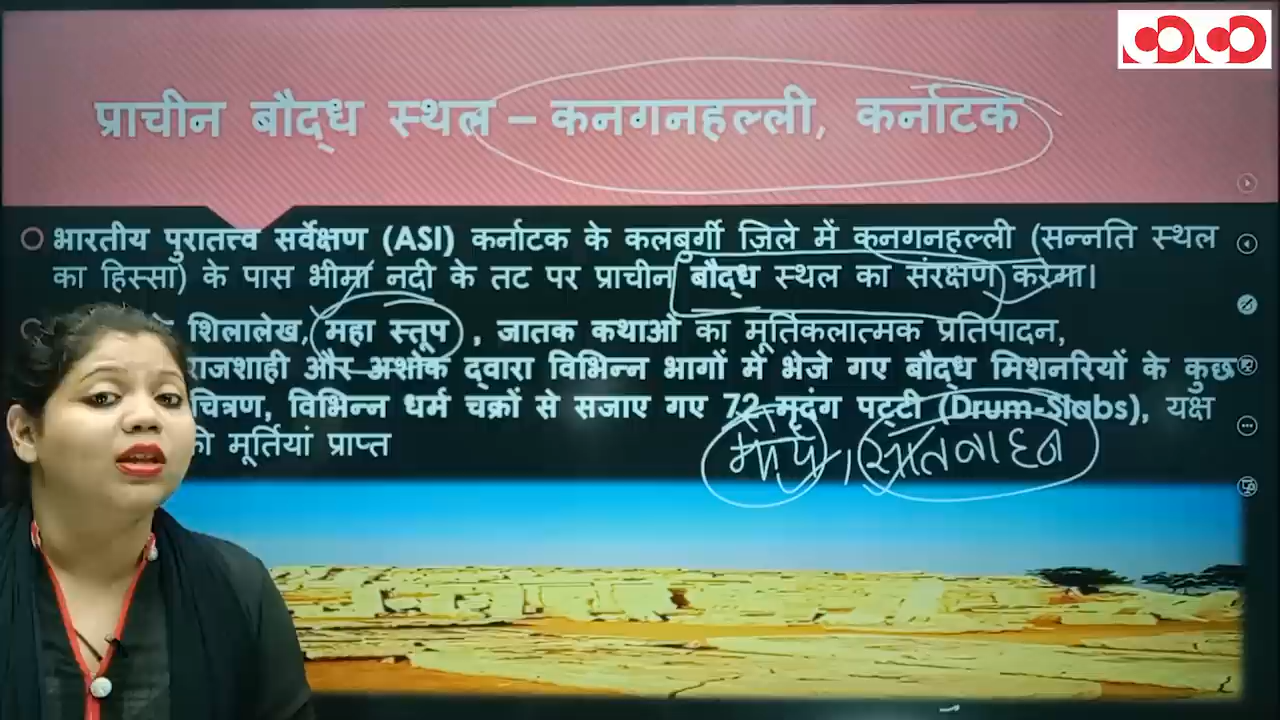 प्राचीन बौद्ध स्थल – कनगनहल्ली, कर्नाटक
भारतीय पुरातत्त्व सर्वेक्षण (ASI) कर्नाटक के कलबुर्गी जिले में कनगनहल्ली (सन्नति स्थल
का हिस्सा) के पास भीमा नदी के तट पर प्राचीन बौद्ध स्थल का संरक्षण करेगा।
शिलालेख, महा स्तूप , जातक कथाओं का मूर्तिकलात्मक प्रतिपादन,
राजशाही और अशोक द्वारा विभिन्न भागों में भेजे गए बौद्ध मिशनरियों के कुछ
चित्रण, विभिन्न धर्म चक्रों से सजाए गए 72 मृदंग पट्टी (Drum-Slabs), यक्ष
की मूर्तियां प्राप्त
सातवाहन